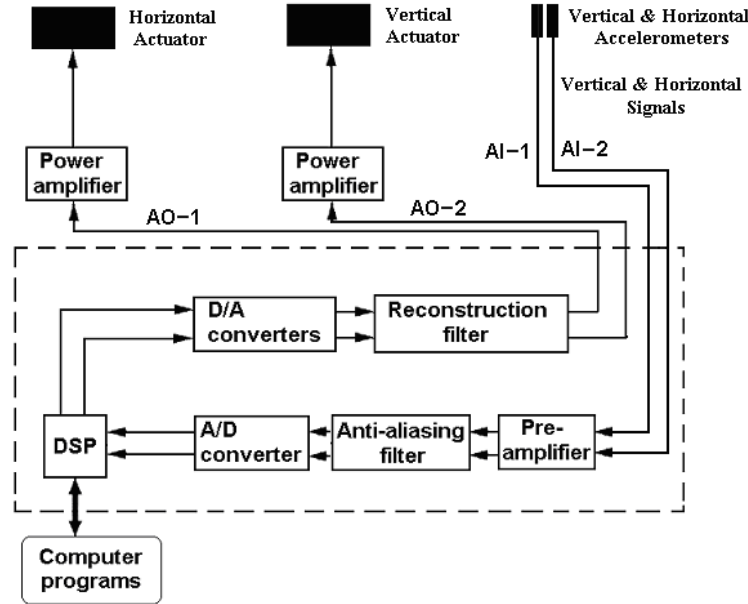 Horizontal
Actuator
Vertical
Actuator
Vertical & Horizontal
Accelerometers
Vertical & Horizontal
Signals
AI-1
AI-2
Power
amplifier
Power
amplifier
AO-1
AO-2
D/A
converters
Reconstruction
filter
DSP
A/D
converter
Anti-aliasing
filter
Pre-
amplifier
Computer
programs